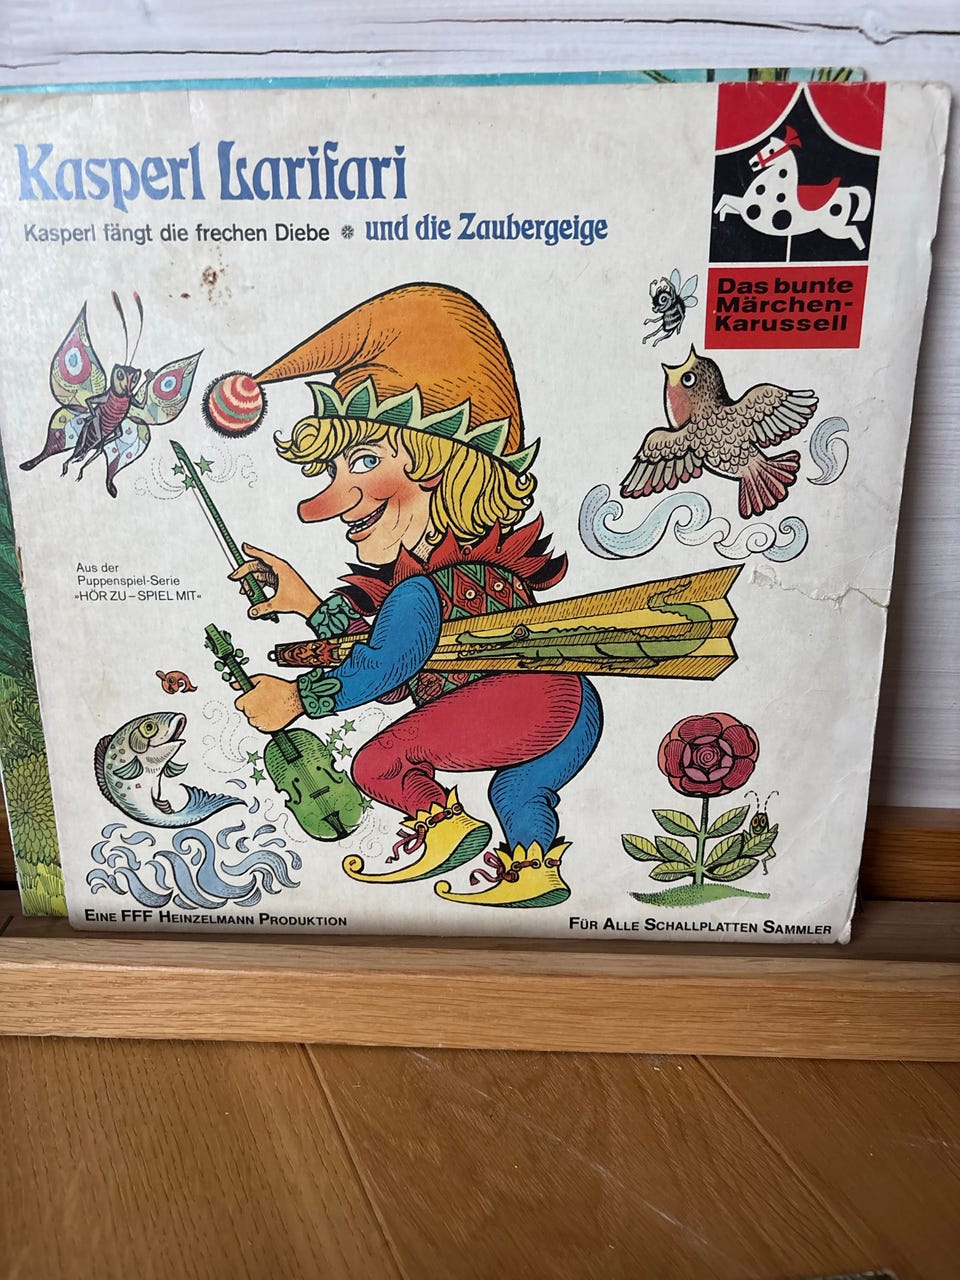 Kasperl Larifari
Kasperl fängt die frechen Diebe ❊ und die Zaubergeige
Das bunte
Märchen-
Karussell
Aus der
Puppenspiel-Serie
»HÖR ZU – SPIEL MIT«
EINE FFF HEINZELMANN PRODUKTION
FÜR ALLE SCHALLPLATTEN SAMMLER